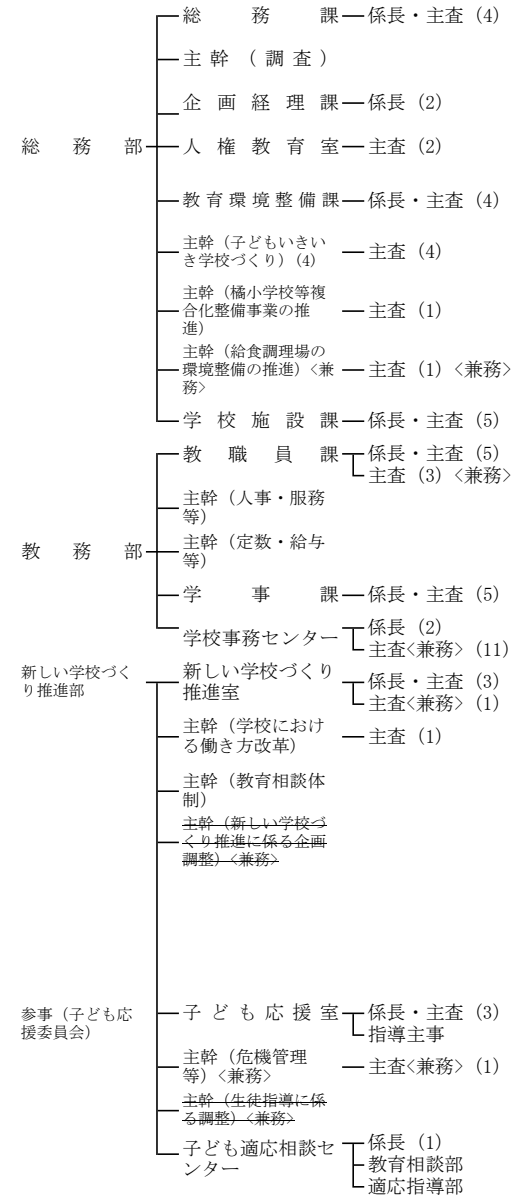 総務課 係長・主査（4）
主幹（調査）
企画経理課 係長（2）
総務部 人権教育室 主査（2）
教育環境整備課 係長・主査（4）
主幹（子どもいきい
き学校づくり）(4) 主査（4）
主幹（橘小学校等複
合化整備事業の推
進） 主査（1）
主幹（給食調理場の
環境整備の推進）〈兼
務〉 主査（1）〈兼務〉
学校施設課 係長・主査（5）
教職員課 係長・主査（5）
主査（3）〈兼務〉
主幹（人事・服務
等）
教務部
主幹（定数・給与
等）
学事課 係長・主査（5）
学校事務センター 係長（2）
主査〈兼務〉（11）
新しい学校づく
り推進部
新しい学校づくり
推進室
係長・主査（3）
主査〈兼務〉（1）
主幹（学校におけ
る働き方改革） 主査（1）
主幹（教育相談体
制）
主幹（新しい学校づ
くり推進に係る企画
調整）〈兼務〉
参事（子ども応
援委員会）
子ども応援室 係長・主査（3）
指導主事
主幹（危機管理
等）〈兼務〉 主査〈兼務〉（1）
主幹（生徒指導に係
る調整）〈兼務〉
子ども適応相談セ
ンター
係長（1）
教育相談部
適応指導部